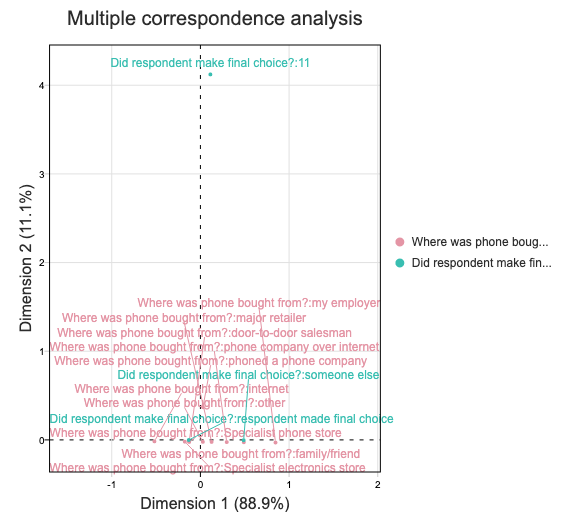 Multiple correspondence analysis
Did respondent make final choice?:11
4
3
2
Where was phone bought from?:my employer
Where was phone bought from?:major retailer
Where was phone bought from?:door-to-door salesman
Where was phone bought from?:phone company over internet
1
Where was phone bought from?:phoned a phone company
Did respondent make final choice?:someone else
Where was phone bought from?:internet
Where was phone bought from?:other
Did respondent make final choice?:respondent made final choice
Where was phone bought from?:Specialist phone store
0
Where was phone bought from?:family/friend
Where was phone bought from?:Specialist electronics store
-1
0
1
2
Dimension 1 (88.9%)
Dimension 2 (11.1%)
Where was phone boug...
Did respondent make fin...